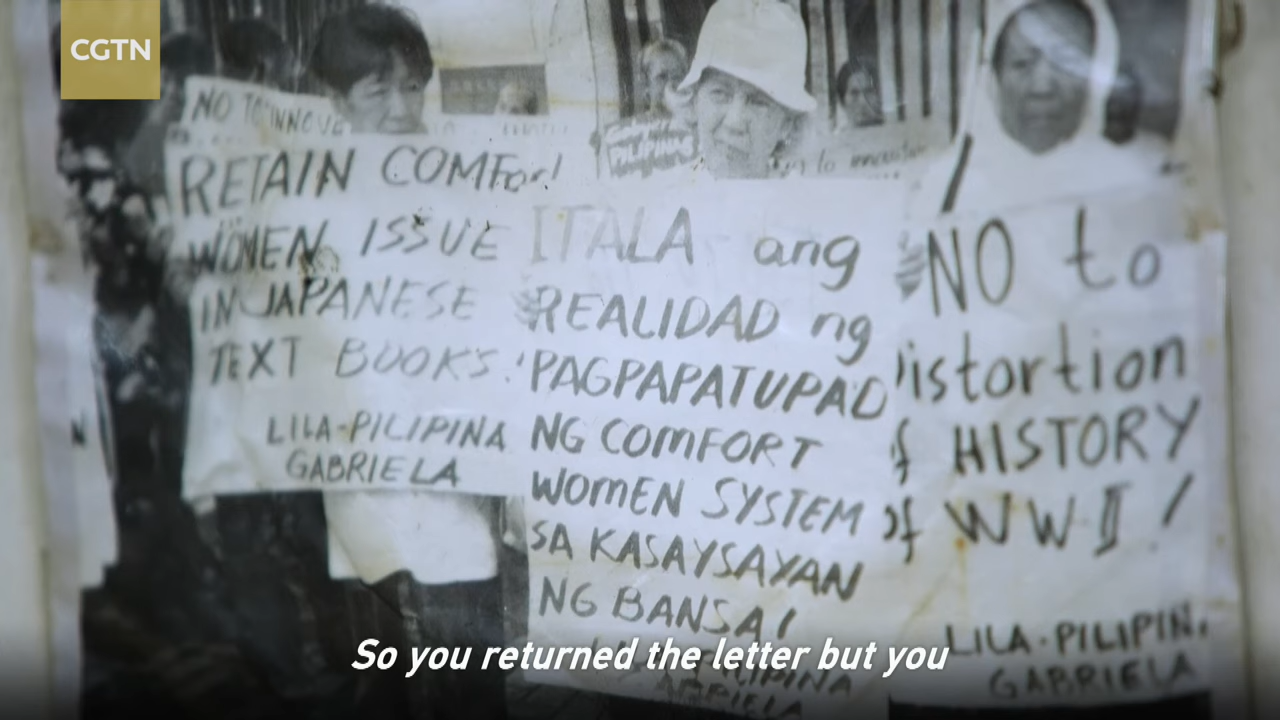 CGTN
NO TO INNOVE
RETAIN COMFort
WOMEN ISSUE
IN JAPANESE
TEXT BOOKS!
LILA-PILIPINA
GABRIELA
PILIPINAS
ITALA ang
REALIDAD ng
PAGPAPATUPAD
NG COMFORT
WOMEN SYSTEM
SA KASAYSAYAN
NG BANSA!
PILIPINA
NO to
Distortion
of HISTORY
of WW II!
LILA-PILIPIN
GABRIELA
So you returned the letter but you